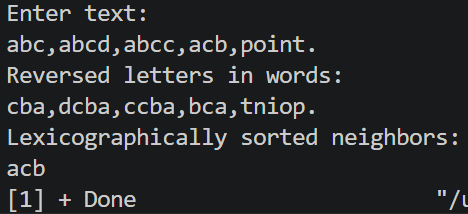 Enter text:
abc,abcd,abcc,acb,point.
Reversed letters in words:
cba,dcba,ccba,bca,tniop.
Lexicographically sorted neighbors:
acb
[1] + Done "/u